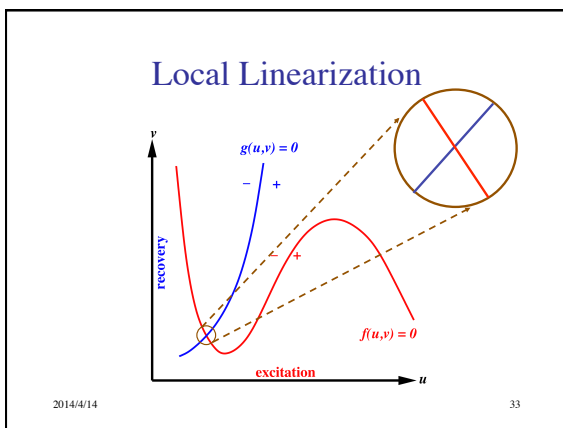 Local Linearization
v
g(u,v) = 0
− +
recovery
− +
f(u,v) = 0
excitation
u
2014/4/14
33